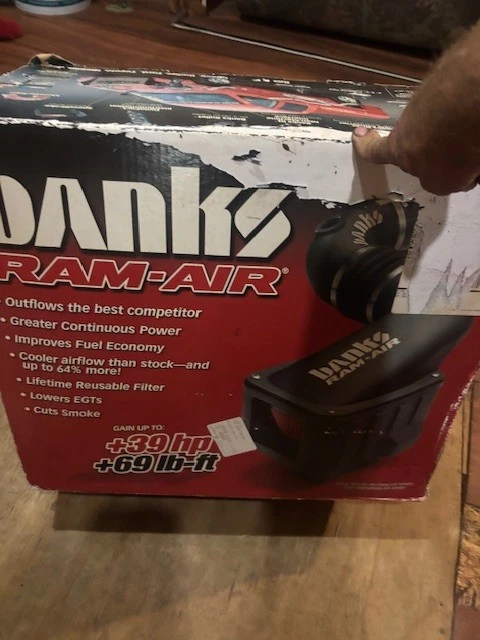 banks
RAM-AIR®
• Outflows the best competitor
• Greater Continuous Power
• Improves Fuel Economy
• Cooler airflow than stock—and
up to 64% more!
• Lifetime Reusable Filter
• Lowers EGTs
• Cuts Smoke
GAIN UP TO:
+39 hp
+69 lb-ft
banks
banks
RAM-AIR